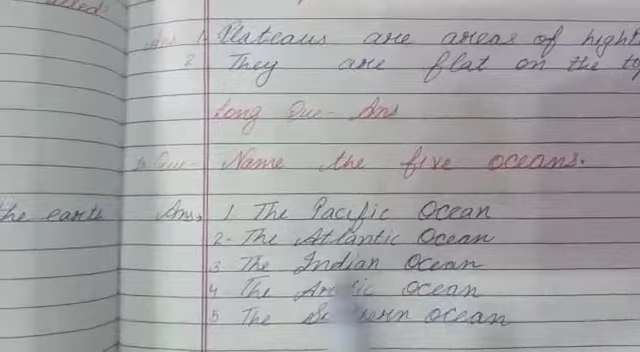 Ans 1. Plateaus are areas of hight
2 They are flat on the to
Long Que - Ans
Que - Name the five oceans.
the earth
Ans, 1 The Pacific Ocean
2 - The Atlantic Ocean
3 The Indian Ocean
4 The Ocean
5 The Ocean